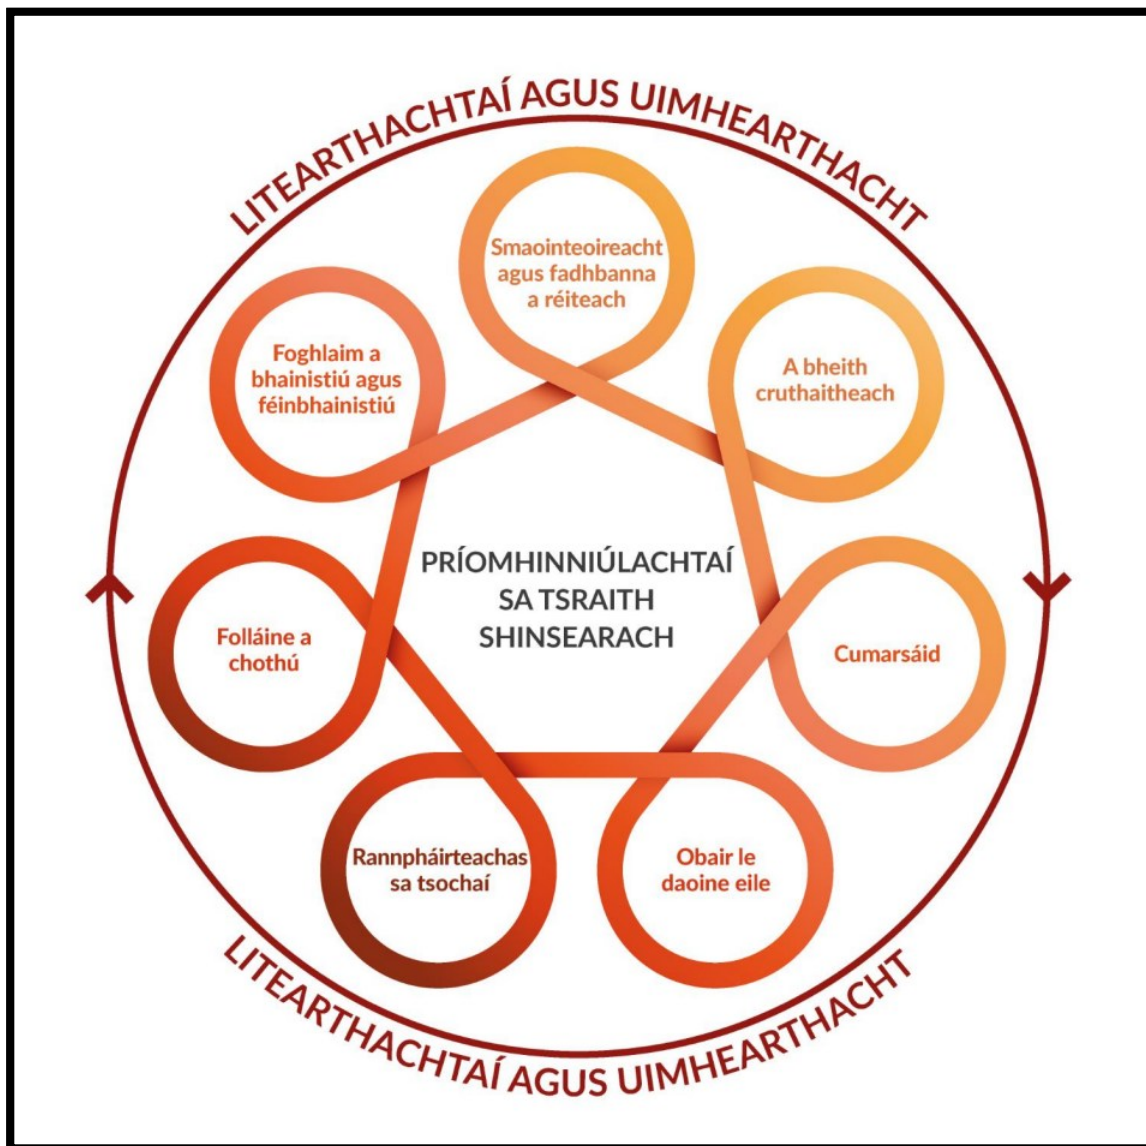 LITEARTHACHTAÍ AGUS UIMHEARTHACHT
Smaointeoireacht
agus fadhbanna
a réiteach
A bheith
cruthaitheach
Cumarsáid
Obair le
daoine eile
Rannpháirteachas
sa tsochaí
Folláine a
chothú
Foghlaim a
bhainistiú agus
féinbhainistiú
PRÍOMHINNIÚLACHTAÍ
SA TSRAITH
SHINSEARACH
LITEARTHACHTAÍ AGUS UIMHEARTHACHT